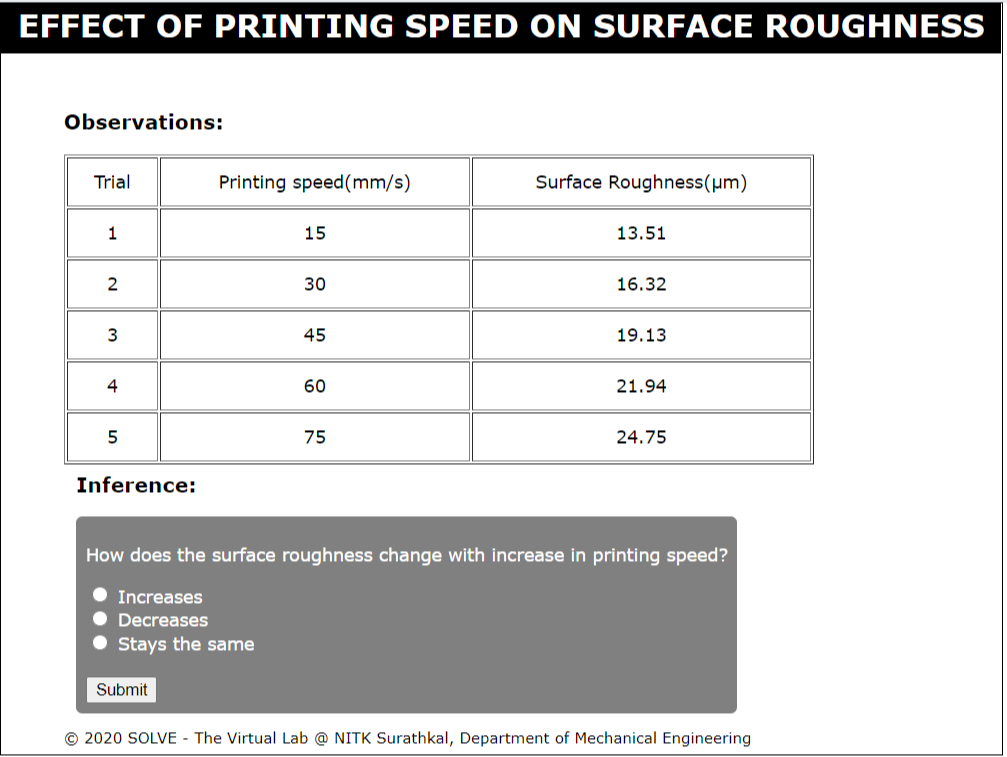 EFFECT OF PRINTING SPEED ON SURFACE ROUGHNESS
Observations:
Trial Printing speed(mm/s) Surface Roughness(μm)
1 15 13.51
2 30 16.32
3 45 19.13
4 60 21.94
5 75 24.75
Inference:
How does the surface roughness change with increase in printing speed?
Increases
Decreases
Stays the same
Submit
© 2020 SOLVE - The Virtual Lab @ NITK Surathkal, Department of Mechanical Engineering